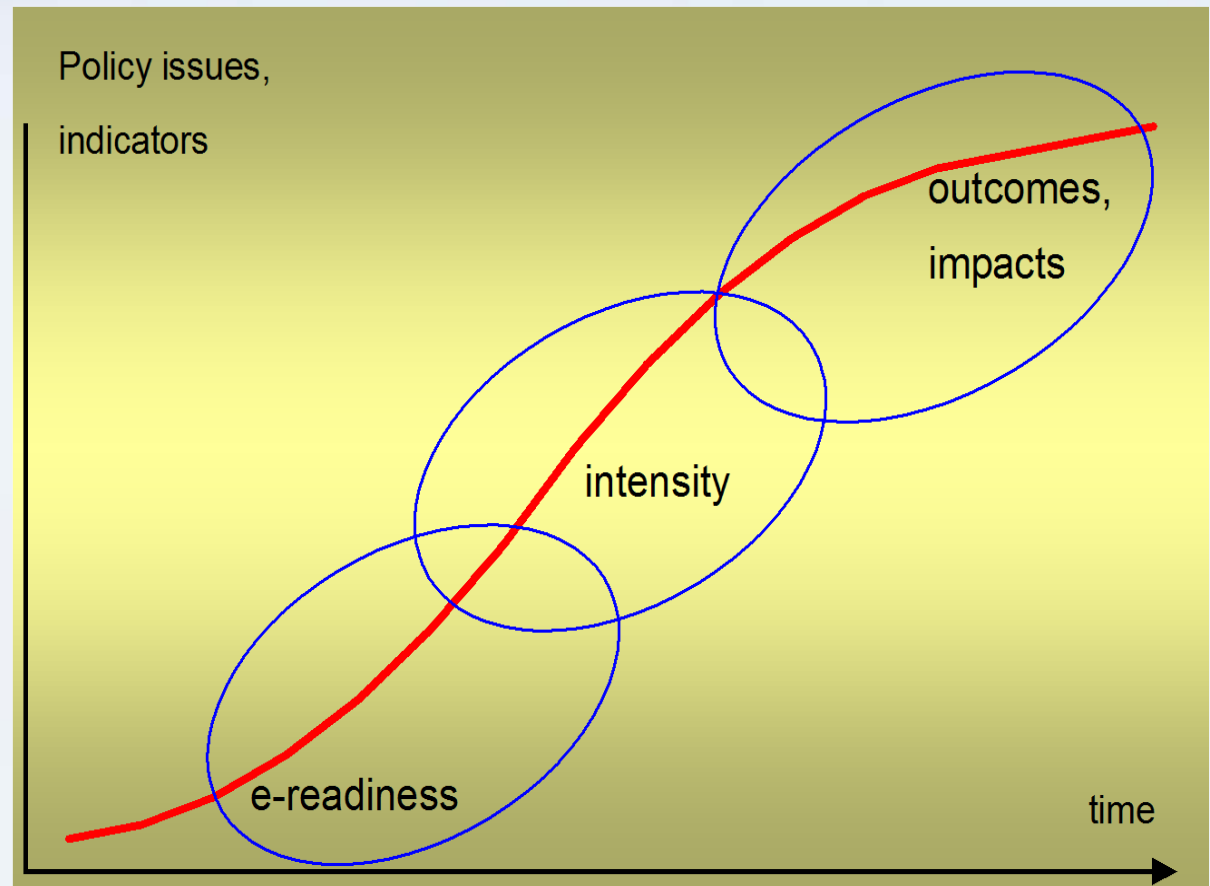 Policy issues,
indicators
outcomes,
impacts
intensity
e-readiness
time